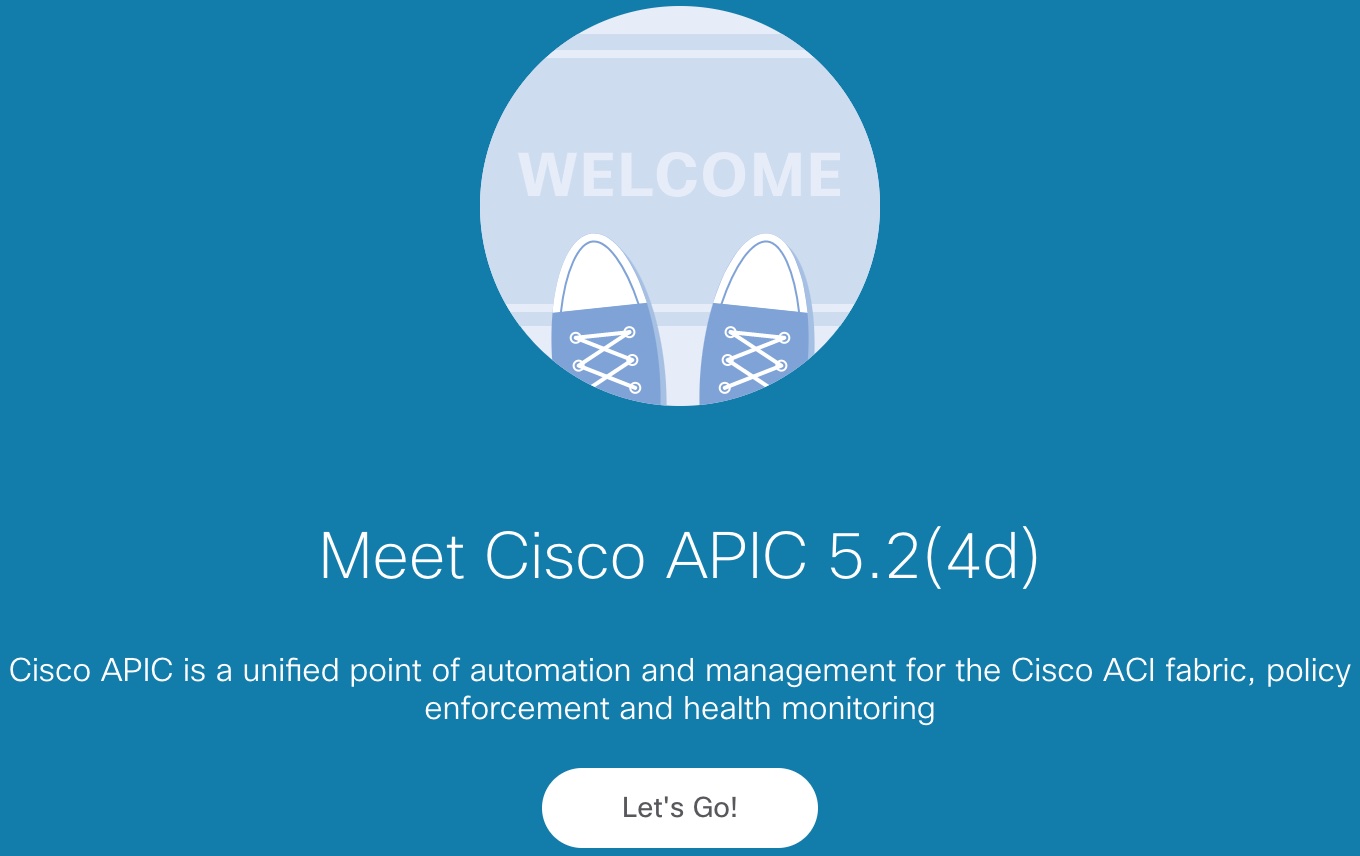 WELCOME
Meet Cisco APIC 5.2(4d)
Cisco APIC is a unified point of automation and management for the Cisco ACI fabric, policy
enforcement and health monitoring
Let's Go!